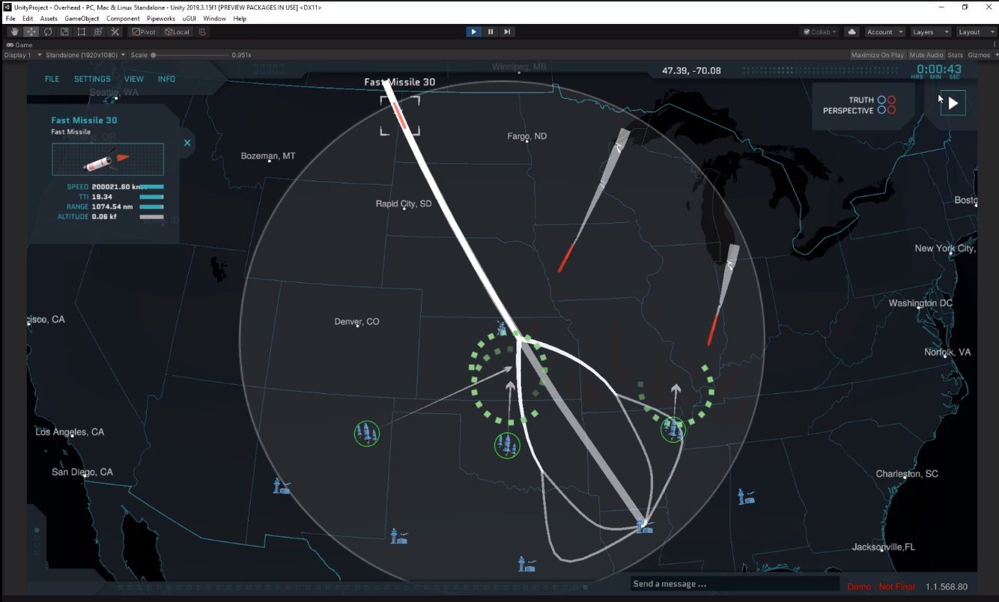 UnityProject - Overhead - PC, Mac & Linux Standalone - Unity 2019.3.15f1 [PREVIEW PACKAGES IN USE] <DX11>
File Edit Assets GameObject Component Pipeworks uGUI Window Help
Pivot Local Collab Account Layers Layout
Game
Display 1 Standalone (1920x1080) Scale 0.951x Maximize On Play Mute Audio Stats Gizmos
Winnipeg, MB
47.39, -70.08
0:00:43
HRS MIN SEC
FILE SETTINGS VIEW INFO
Fast Missile 30
Seattle, WA
TRUTH
PERSPECTIVE
Fast Missile 30
Fast Missile
Portland, OR
Fargo, ND
Bozeman, MT
SPEED 200021.60
TTI 19.34
RANGE 1074.54 nm
ALTITUDE 0.06 kf
Rapid City, SD
Bosto
New York City,
Washington DC
cisco, CA
Denver, CO
Norfolk, VA
Los Angeles, CA
San Diego, CA
Charleston, SC
Jacksonville,FL
Send a message ...
Demo - Not Final
1.1.568.80